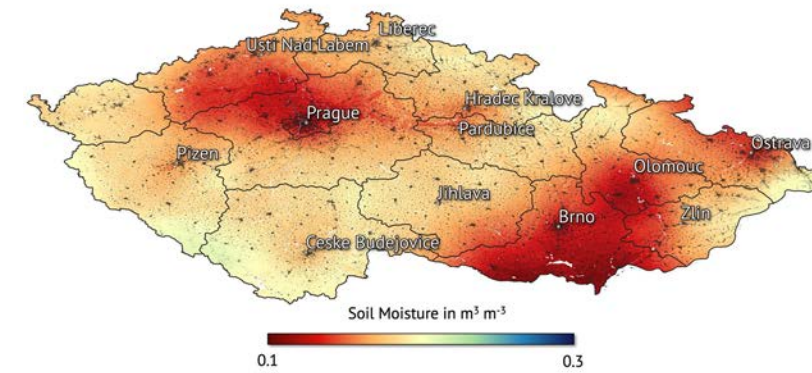 Liberec
Usti Nad Labem
Hradec Kralove
Prague
Pardubice
Ostrava
Pizen
Olomouc
Jihlava
Brno
Zlin
Ceske Budejovice
Soil Moisture in m³ m⁻³
0.1 0.3